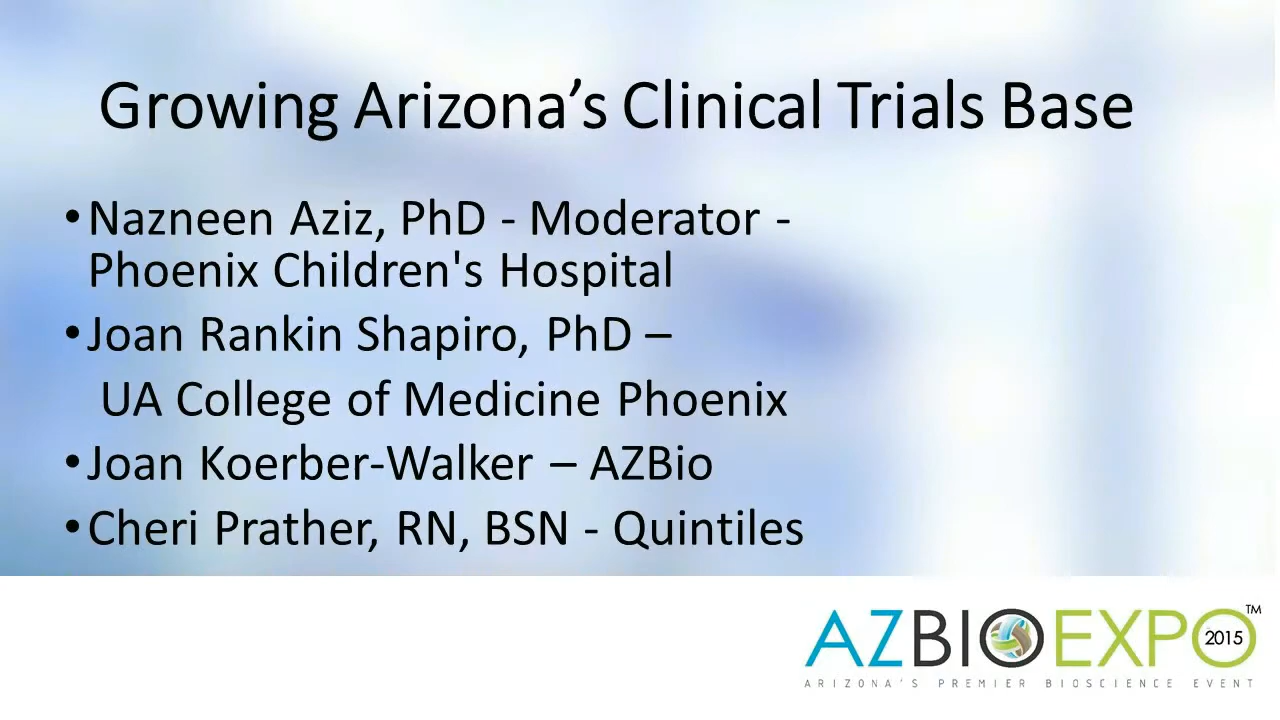 Growing Arizona’s Clinical Trials Base
•Nazneen Aziz, PhD - Moderator -
Phoenix Children's Hospital
•Joan Rankin Shapiro, PhD –
UA College of Medicine Phoenix
•Joan Koerber-Walker – AZBio
•Cheri Prather, RN, BSN - Quintiles
AZBIOEXPO 2015 ™
ARIZONA'S PREMIER BIOSCIENCE EVENT